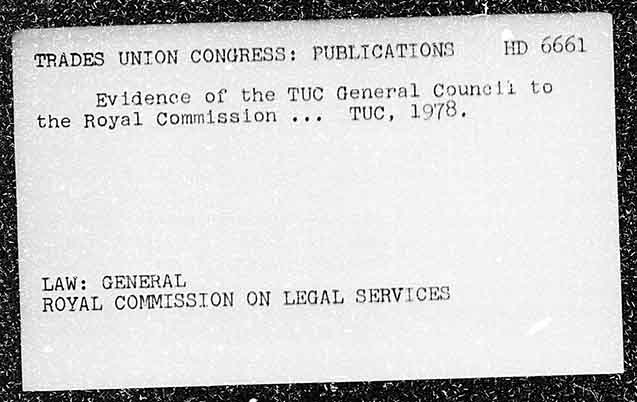 TRADES UNION CONGRESS: PUBLICATIONS HD 6661
Evidence of the TUC General Council to
the Royal Commission ... TUC, 1978.
LAW: GENERAL
ROYAL COMMISSION ON LEGAL SERVICES